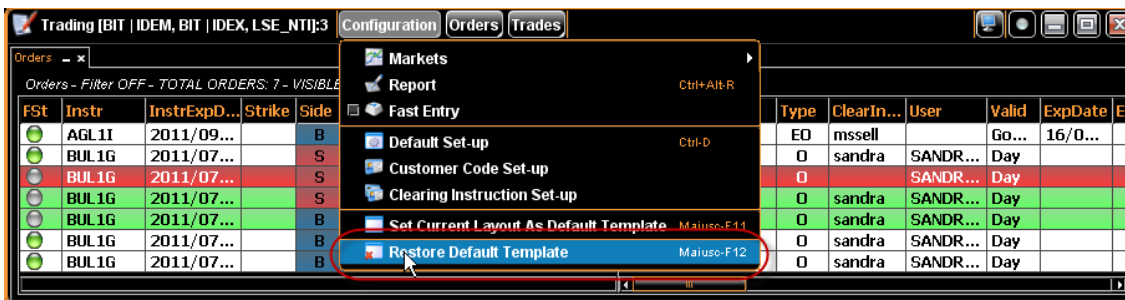 Trading [BIT | IDEM, BIT | IDEX, LSE_NTI]:3 Configuration Orders Trades
Orders
Orders - Filter OFF - TOTAL ORDERS: 7 - VISIBLE
Markets
Report Ctrl+Alt-R
Fast Entry
Default Set-up Ctrl-D
Customer Code Set-up
Clearing Instruction Set-up
Set Current Layout As Default Template Maiusc-F11
Restore Default Template Maiusc-F12
FSt Instr InstrExpD... Strike Side Type ClearIn... User Valid ExpDate E
AGL1I 2011/09... B EO mssell Go... 16/0...
BUL1G 2011/07... S O sandra SANDR... Day
BUL1G 2011/07... S O SANDR... Day
BUL1G 2011/07... S O sandra SANDR... Day
BUL1G 2011/07... B O sandra SANDR... Day
BUL1G 2011/07... B O sandra SANDR... Day
BUL1G 2011/07... B O sandra SANDR... Day